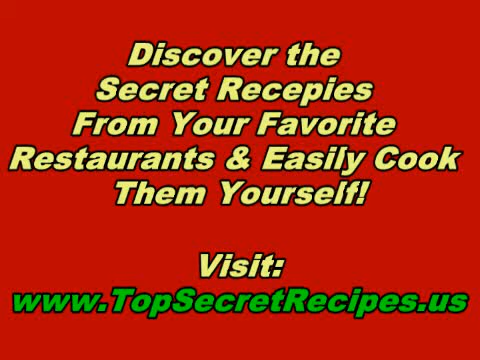 Discover the
Secret Recepies
From Your Favorite
Restaurants & Easily Cook
Them Yourself!
Visit:
www.TopSecretRecipes.us